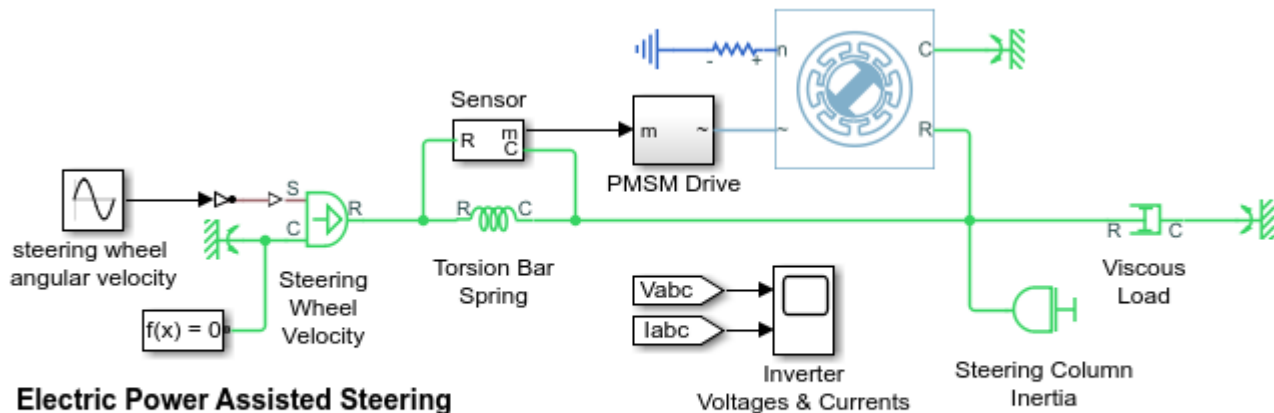 n
C
- +
Sensor
R
m
C
m
~
~
R
PMSM Drive
S
R
C
R
C
steering wheel
angular velocity
Steering
Wheel
Velocity
Torsion Bar
Spring
R
C
Viscous
Load
f(x) = 0
Vabc
Iabc
Inverter
Voltages & Currents
Steering Column
Inertia
Electric Power Assisted Steering